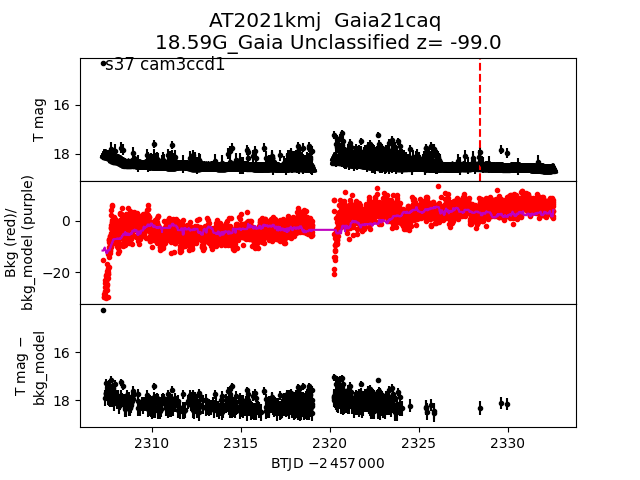 AT2021kmj  Gaia21caq
18.59G_Gaia Unclassified z= -99.0
s37 cam3ccd1
T mag
16
18
Bkg (red)/
bkg_model (purple)
0
−20
T mag −
bkg_model
16
18
2310
2315
2320
2325
2330
BTJD −2 457 000